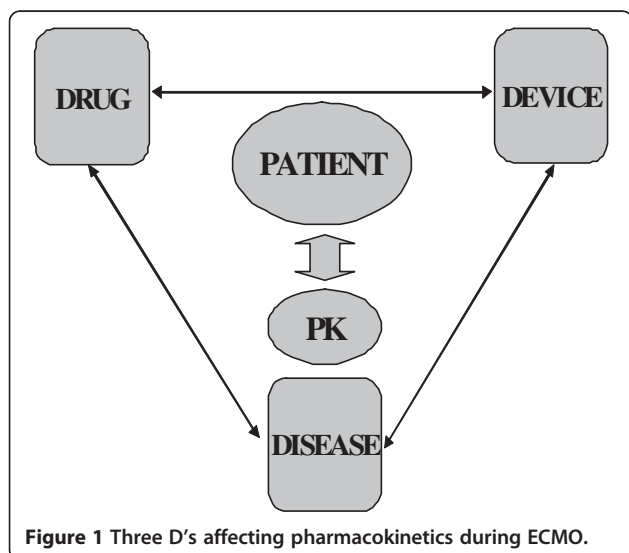 DRUG
DEVICE
PATIENT
PK
DISEASE
Figure 1 Three D's affecting pharmacokinetics during ECMO.